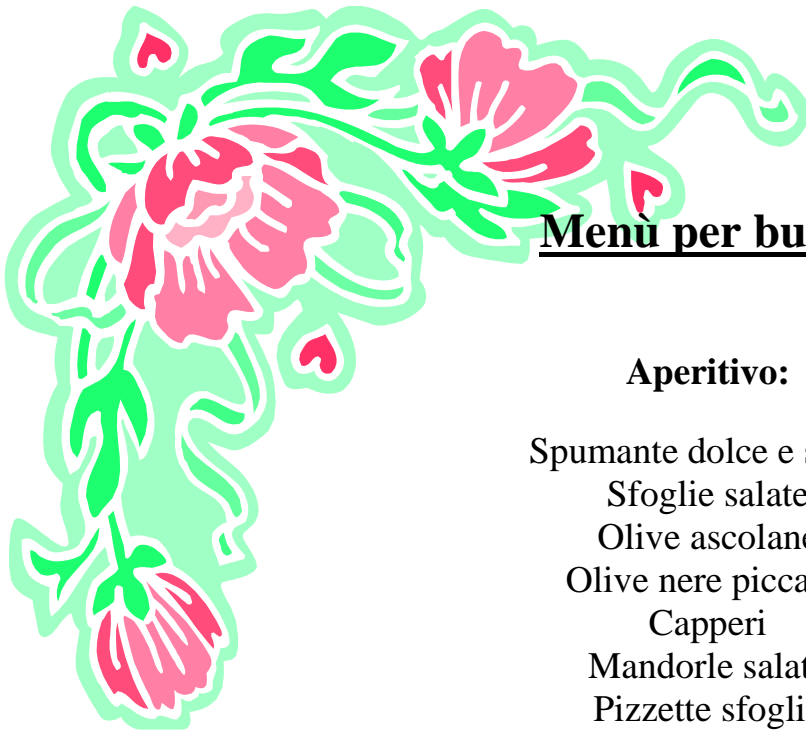 Menù per bu
Aperitivo:
Spumante dolce e
Sfoglie salate
Olive ascolane
Olive nere picca
Capperi
Mandorle salat
Pizzette sfogli